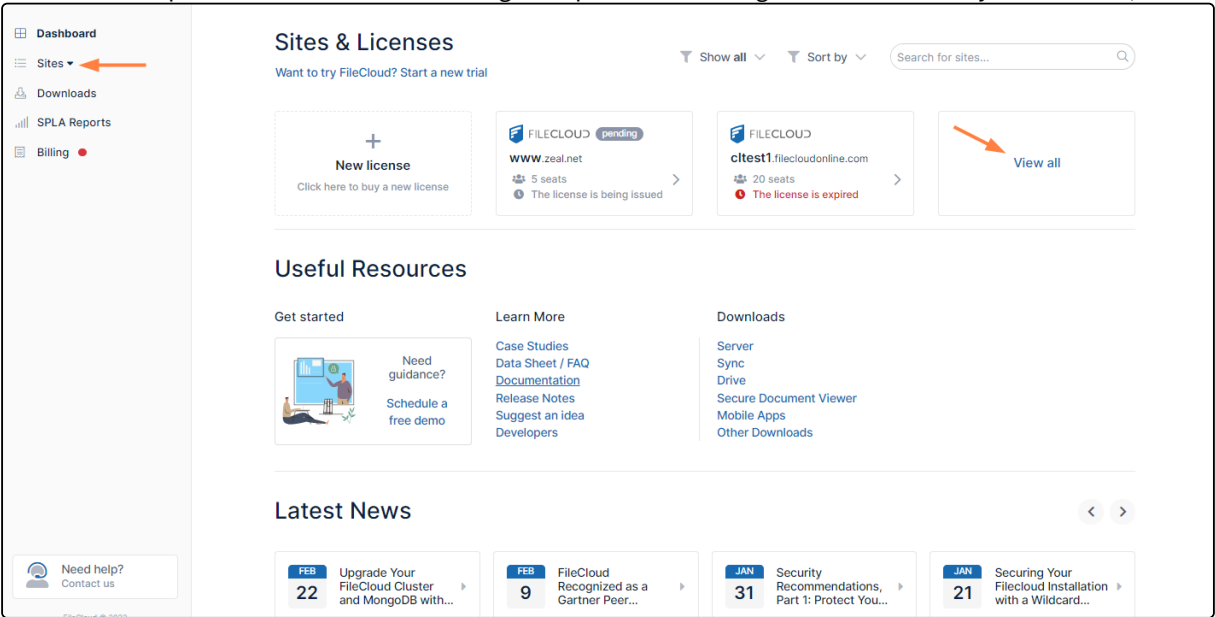 Dashboard
Sites
Downloads
SPLA Reports
Billing
Need help?
Contact us
Sites & Licenses
Want to try FileCloud? Start a new trial
Show all
Sort by
Search for sites...
New license
Click here to buy a new license
FILECLOUD pending
www.zeal.net
5 seats
The license is being issued
FILECLOUD
cltest1.filecloudonline.com
20 seats
The license is expired
View all
Useful Resources
Get started
Need
guidance?
Schedule a
free demo
Learn More
Case Studies
Data Sheet / FAQ
Documentation
Release Notes
Suggest an idea
Developers
Downloads
Server
Sync
Drive
Secure Document Viewer
Mobile Apps
Other Downloads
Latest News
FEB
22
Upgrade Your
FileCloud Cluster
and MongoDB with...
FEB
9
FileCloud
Recognized as a
Gartner Peer...
JAN
31
Security
Recommendations,
Part 1: Protect You...
JAN
21
Securing Your
Filecloud Installation
with a Wildcard...